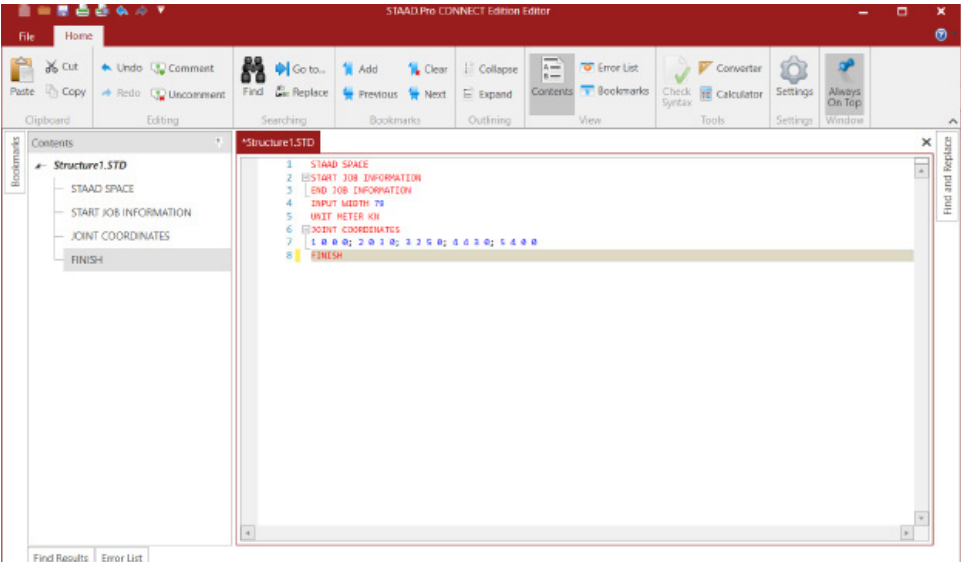 STAAD.Pro CONNECT Edition Editor
File Home
Cut Undo Comment Go to... Add Clear Collapse Error List Converter
Paste Copy Redo Uncomment Find Replace Previous Next Expand Contents Bookmarks Check Syntax Calculator Settings Always On Top
Clipboard Editing Searching Bookmarks Outlining View Tools Settings Window
Bookmarks
Contents
Structure1.STD
STAAD SPACE
START JOB INFORMATION
JOINT COORDINATES
FINISH
*Structure1.STD
1 STAAD SPACE
2 START JOB INFORMATION
3 END JOB INFORMATION
4 INPUT WIDTH 79
5 UNIT METER KN
6 JOINT COORDINATES
7 1 0 0 0; 2 0 3 0; 3 2 5 0; 4 4 3 0; 5 4 0 0
8 FINISH
Find and Replace
Find Results Error List